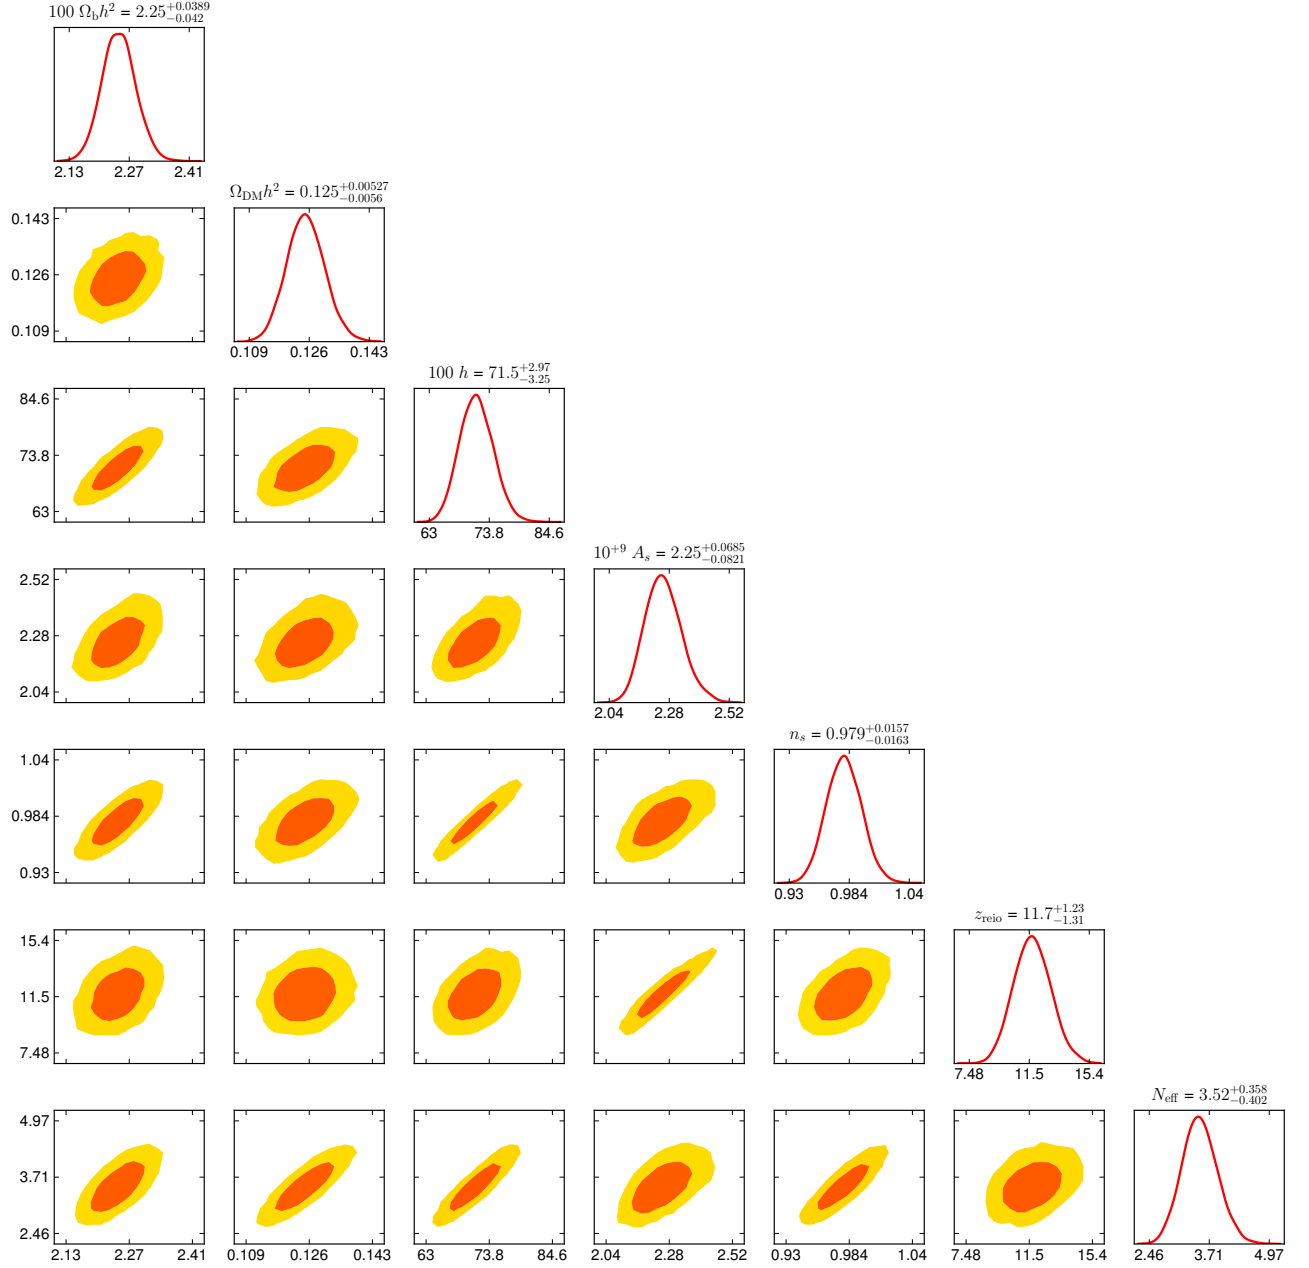 100 Ω_b h² = 2.25^{+0.0389}_{−0.042}
2.13 2.27 2.41
Ω_DM h² = 0.125^{+0.00527}_{−0.0056}
0.143
0.126
0.109
0.109 0.126 0.143
100 h = 71.5^{+2.97}_{−3.25}
84.6
73.8
63
63 73.8 84.6
10^{+9} A_s = 2.25^{+0.0685}_{−0.0821}
2.52
2.28
2.04
2.04 2.28 2.52
n_s = 0.979^{+0.0157}_{−0.0163}
1.04
0.984
0.93
0.93 0.984 1.04
z_reio = 11.7^{+1.23}_{−1.31}
15.4
11.5
7.48
7.48 11.5 15.4
N_eff = 3.52^{+0.358}_{−0.402}
4.97
3.71
2.46
2.13 2.27 2.41 0.109 0.126 0.143 63 73.8 84.6 2.04 2.28 2.52 0.93 0.984 1.04 7.48 11.5 15.4 2.46 3.71 4.97